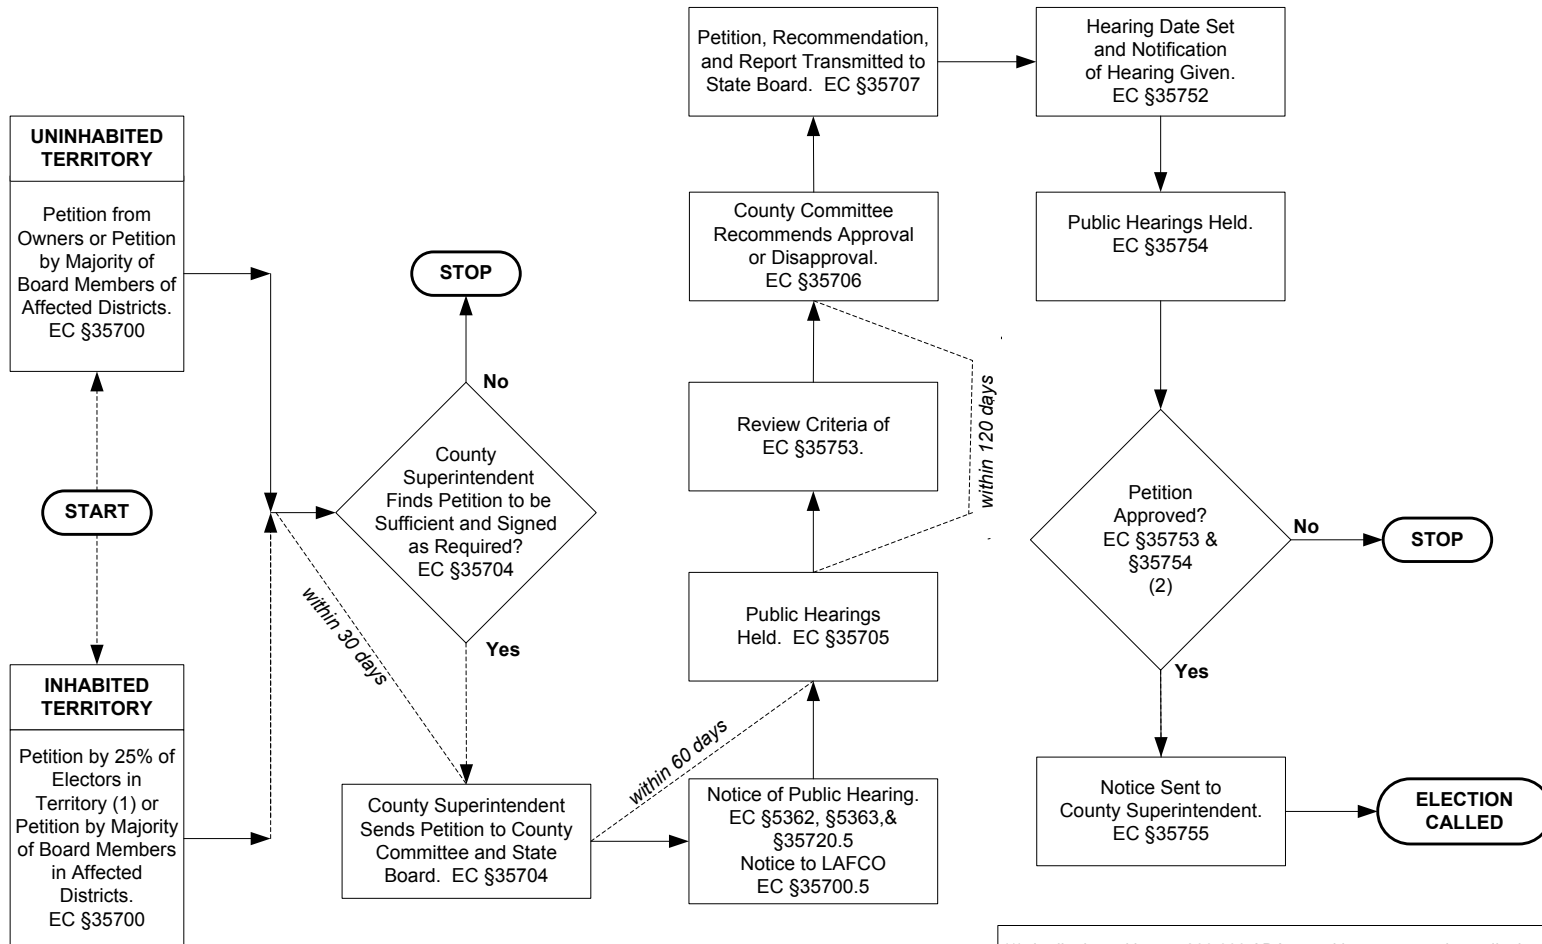 UNINHABITED
TERRITORY
Petition from
Owners or Petition
by Majority of
Board Members of
Affected Districts.
EC §35700
START
INHABITED
TERRITORY
Petition by 25% of
Electors in
Territory (1) or
Petition by Majority
of Board Members
in Affected
Districts.
EC §35700
STOP
No
County
Superintendent
Finds Petition to be
Sufficient and Signed
as Required?
EC §35704
Yes
within 30 days
County Superintendent
Sends Petition to County
Committee and State
Board.  EC §35704
within 60 days
Notice of Public Hearing.
EC §5362, §5363,&
§35720.5
Notice to LAFCO
EC §35700.5
Public Hearings
Held.  EC §35705
Review Criteria of
EC §35753.
within 120 days
County Committee
Recommends Approval
or Disapproval.
EC §35706
Petition, Recommendation,
and Report Transmitted to
State Board.  EC §35707
Hearing Date Set
and Notification
of Hearing Given.
EC §35752
Public Hearings Held.
EC §35754
Petition
Approved?
EC §35753 &
§35754
(2)
No
STOP
Yes
Notice Sent to
County Superintendent.
EC §35755
ELECTION
CALLED